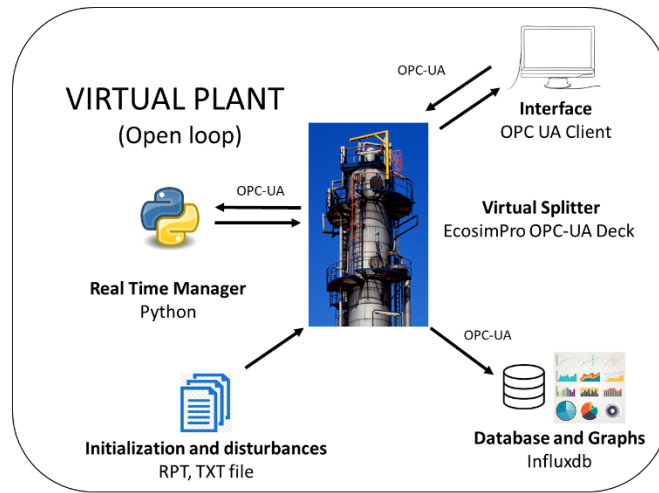 OPC-UA
VIRTUAL PLANT
(Open loop)
Interface
OPC UA Client
OPC-UA
Virtual Splitter
EcosimPro OPC-UA Deck
Real Time Manager
Python
OPC-UA
Initialization and disturbances
RPT, TXT file
Database and Graphs
Influxdb